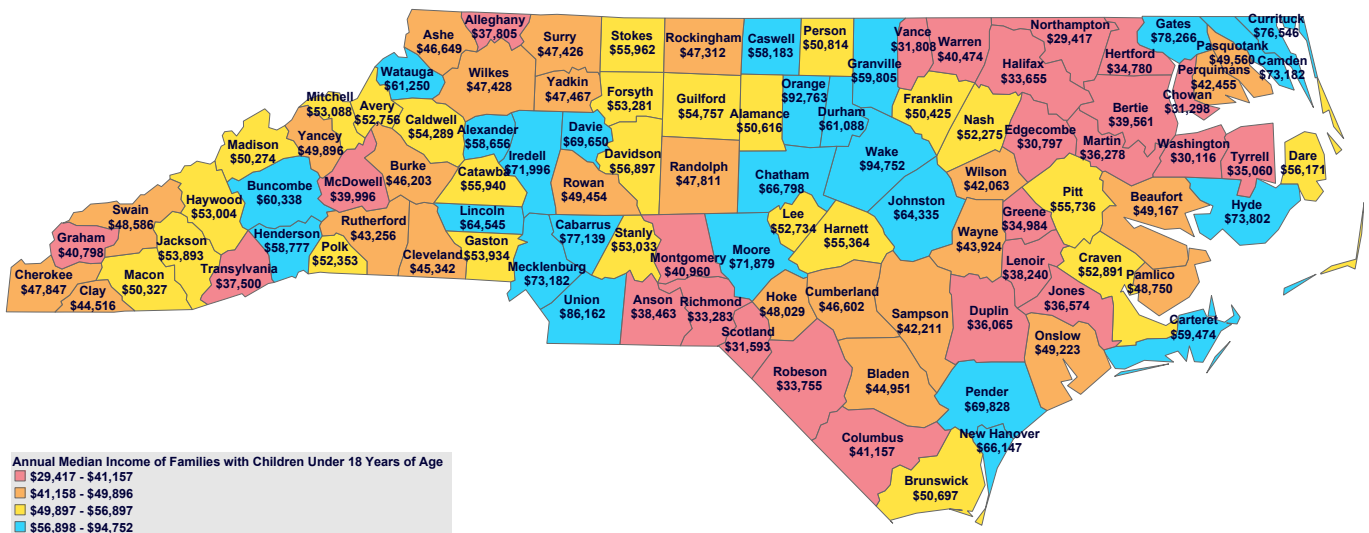 Alleghany
$37,805
Ashe
$46,649
Surry
$47,426
Stokes
$55,962
Rockingham
$47,312
Caswell
$58,183
Person
$50,814
Granville
$59,805
Vance
$31,808
Warren
$40,474
Northampton
$29,417
Halifax
$33,655
Hertford
$34,780
Gates
$78,266
Currituck
$76,546
Pasquotank
$49,560
Camden
$73,182
Perquimans
$42,455
Chowan
$31,298
Bertie
$39,561
Watauga
$61,250
Wilkes
$47,428
Yadkin
$47,467
Forsyth
$53,281
Guilford
$54,757
Alamance
$50,616
Orange
$92,763
Durham
$61,088
Franklin
$50,425
Nash
$52,275
Edgecombe
$30,797
Martin
$36,278
Washington
$30,116
Tyrrell
$35,060
Dare
$56,171
Mitchell
$53,088
Avery
$52,756
Caldwell
$54,289
Alexander
$58,656
Iredell
$71,996
Davie
$69,650
Davidson
$56,897
Randolph
$47,811
Chatham
$66,798
Wake
$94,752
Wilson
$42,063
Pitt
$55,736
Beaufort
$49,167
Hyde
$73,802
Madison
$50,274
Yancey
$49,896
McDowell
$39,996
Burke
$46,203
Catawba
$55,940
Rowan
$49,454
Johnston
$64,335
Greene
$34,984
Wayne
$43,924
Lenoir
$38,240
Craven
$52,891
Pamlico
$48,750
Jones
$36,574
Carteret
$59,474
Haywood
$53,004
Buncombe
$60,338
Swain
$48,586
Graham
$40,798
Jackson
$53,893
Henderson
$58,777
Polk
$52,353
Rutherford
$43,256
Cleveland
$45,342
Lincoln
$64,545
Gaston
$53,934
Cabarrus
$77,139
Stanly
$53,033
Montgomery
$40,960
Moore
$71,879
Lee
$52,734
Harnett
$55,364
Cherokee
$47,847
Clay
$44,516
Macon
$50,327
Transylvania
$37,500
Mecklenburg
$73,182
Union
$86,162
Anson
$38,463
Richmond
$33,283
Scotland
$31,593
Hoke
$48,029
Cumberland
$46,602
Sampson
$42,211
Duplin
$36,065
Onslow
$49,223
Robeson
$33,755
Bladen
$44,951
Pender
$69,828
New Hanover
$66,147
Columbus
$41,157
Brunswick
$50,697
Annual Median Income of Families with Children Under 18 Years of Age
$29,417 - $41,157
$41,158 - $49,896
$49,897 - $56,897
$56,898 - $94,752